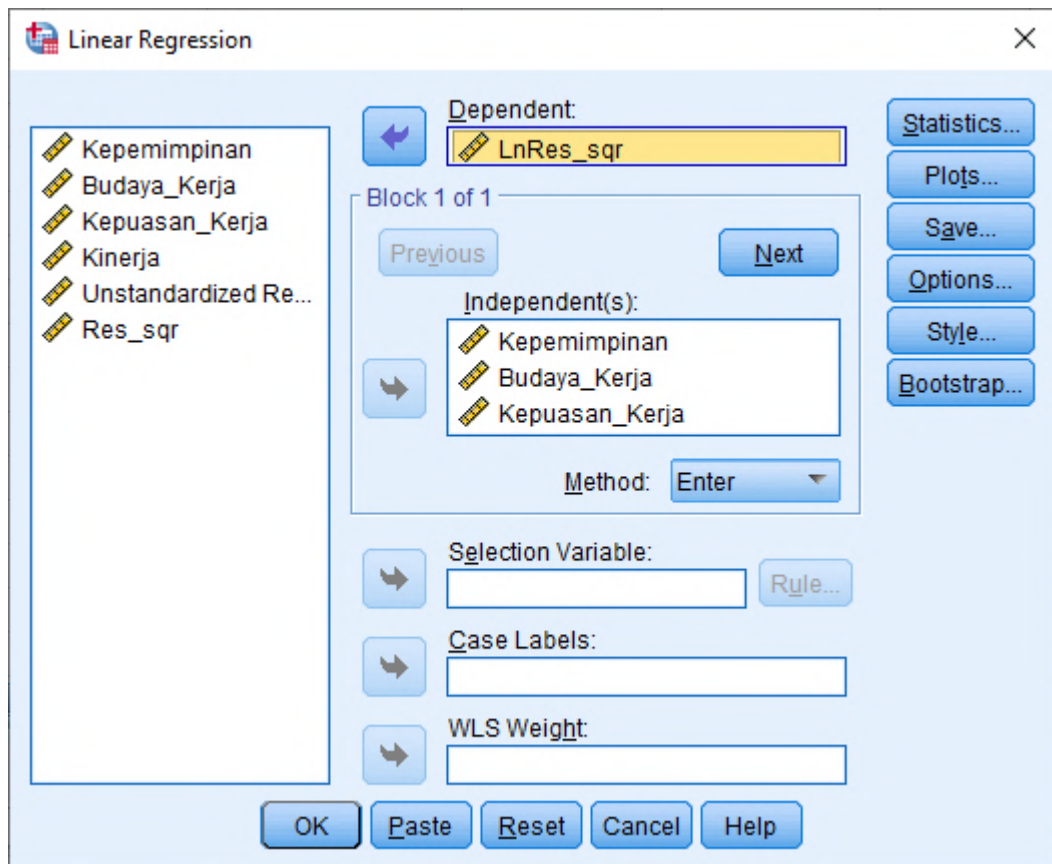 Linear Regression
Kepemimpinan
Budaya_Kerja
Kepuasan_Kerja
Kinerja
Unstandardized Re...
Res_sqr
Dependent:
LnRes_sqr
Block 1 of 1
Previous
Next
Independent(s):
Kepemimpinan
Budaya_Kerja
Kepuasan_Kerja
Method:
Enter
Selection Variable:
Rule...
Case Labels:
WLS Weight:
Statistics...
Plots...
Save...
Options...
Style...
Bootstrap...
OK
Paste
Reset
Cancel
Help